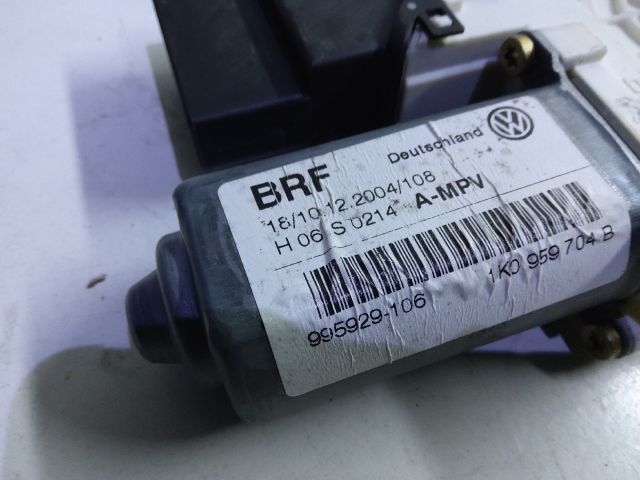 BRF Deutschland
18/10.12.2004/108
H 06 S 0214 A-MPV
995929-106 1K0 959 704 B